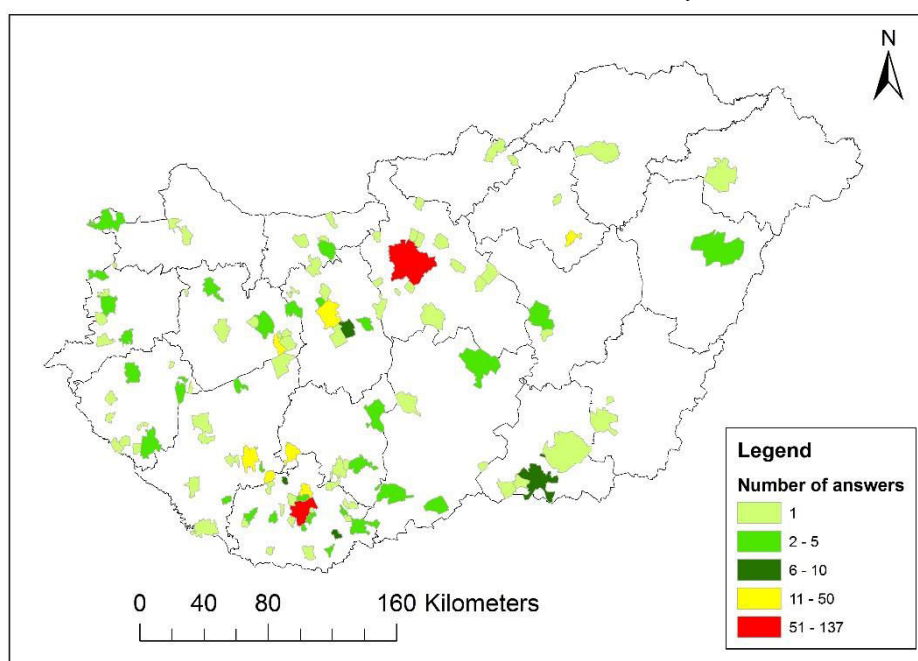 N
Legend
Number of answers
1
2 - 5
6 - 10
11 - 50
51 - 137
0 40 80 160 Kilometers